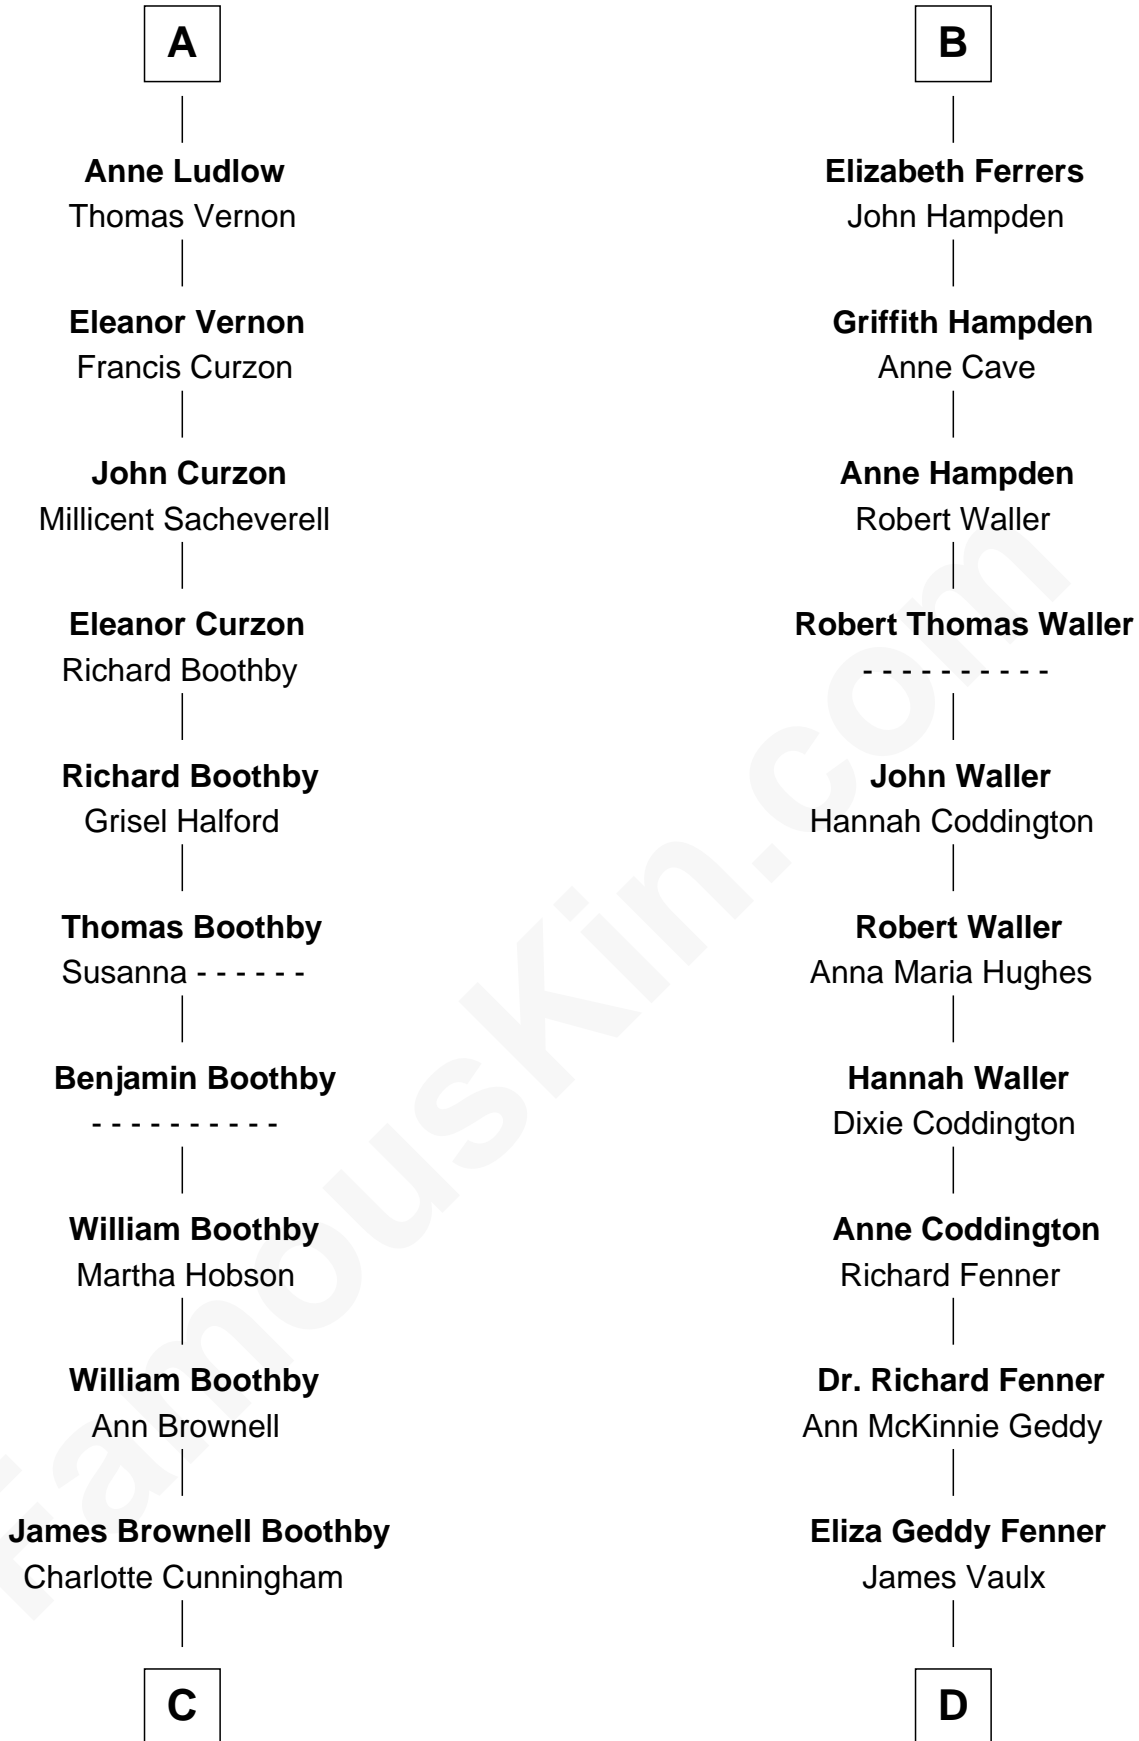 A
Anne Ludlow
Thomas Vernon
Eleanor Vernon
Francis Curzon
John Curzon
Millicent Sacheverell
Eleanor Curzon
Richard Boothby
Richard Boothby
Grisel Halford
Thomas Boothby
Susanna - - - - - -
Benjamin Boothby
- - - - - - - - - -
William Boothby
Martha Hobson
William Boothby
Ann Brownell
James Brownell Boothby
Charlotte Cunningham
C
B
Elizabeth Ferrers
John Hampden
Griffith Hampden
Anne Cave
Anne Hampden
Robert Waller
Robert Thomas Waller
- - - - - - - - - -
John Waller
Hannah Coddington
Robert Waller
Anna Maria Hughes
Hannah Waller
Dixie Coddington
Anne Coddington
Richard Fenner
Dr. Richard Fenner
Ann McKinnie Geddy
Eliza Geddy Fenner
James Vaulx
D
FamousKin.com